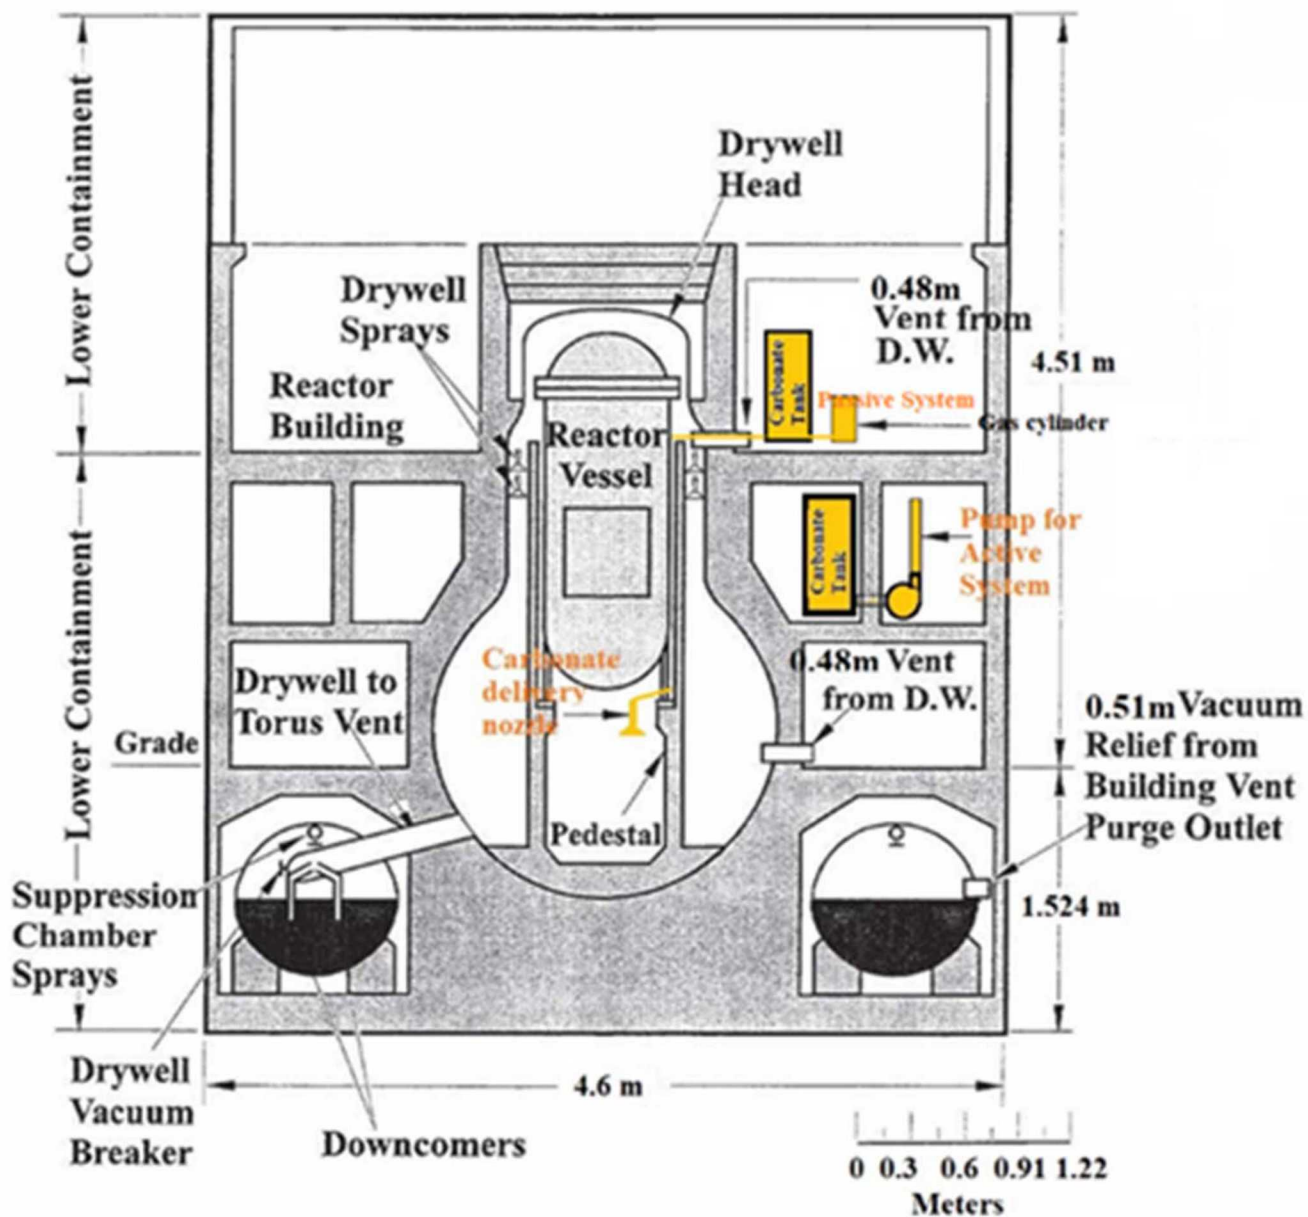 Lower Containment
Drywell
Head
Drywell
Sprays
Reactor
Building
0.48m
Vent from
D.W.
4.51 m
Carbonate
Tank
Passive System
Gas cylinder
Reactor
Vessel
Lower Containment
Carbonate
Tank
Pump for
Active
System
Carbonate
delivery
nozzle
0.48m Vent
from D.W.
Drywell to
Torus Vent
Grade
0.51m Vacuum
Relief from
Building Vent
Purge Outlet
Pedestal
Suppression
Chamber
Sprays
1.524 m
Drywell
Vacuum
Breaker
Downcomers
4.6 m
0 0.3 0.6 0.91 1.22
Meters